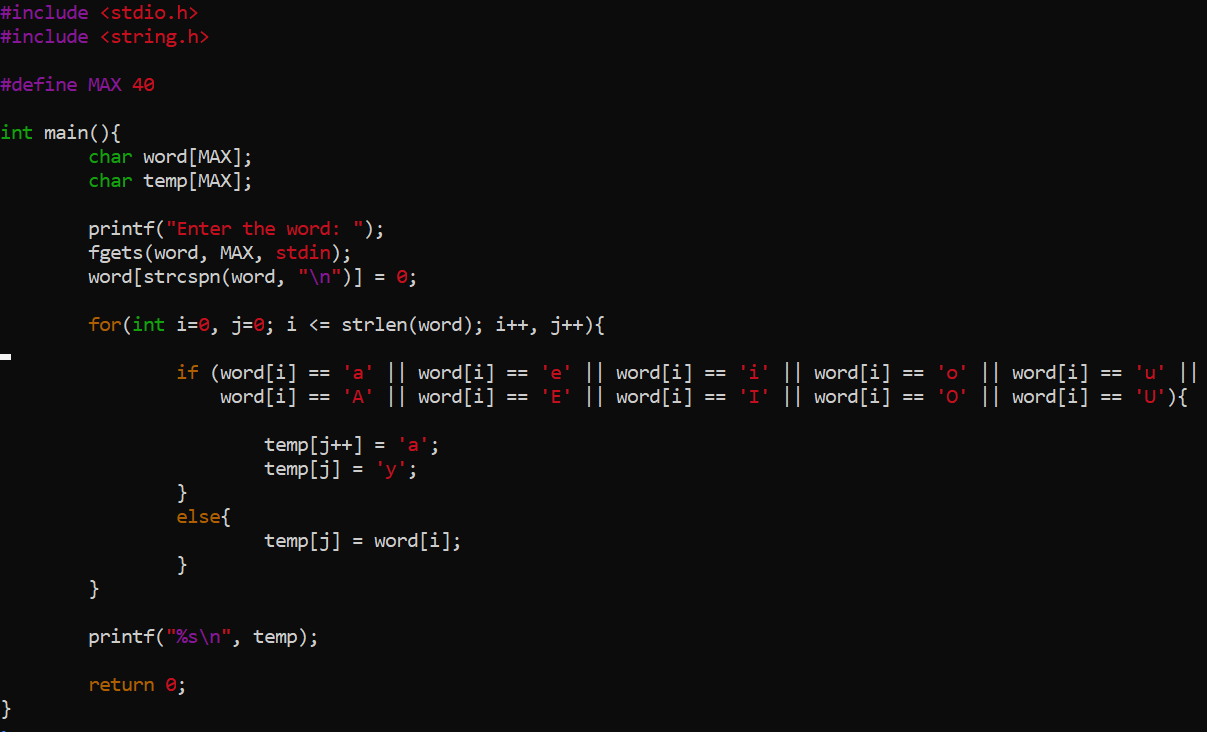 #include <stdio.h>
#include <string.h>
#define MAX 40
int main(){
char word[MAX];
char temp[MAX];
printf("Enter the word: ");
fgets(word, MAX, stdin);
word[strcspn(word, "\n")] = 0;
for(int i=0, j=0; i <= strlen(word); i++, j++){
if (word[i] == 'a' || word[i] == 'e' || word[i] == 'i' || word[i] == 'o' || word[i] == 'u' ||
word[i] == 'A' || word[i] == 'E' || word[i] == 'I' || word[i] == 'O' || word[i] == 'U'){
temp[j++] = 'a';
temp[j] = 'y';
}
else{
temp[j] = word[i];
}
}
printf("%s\n", temp);
return 0;
}